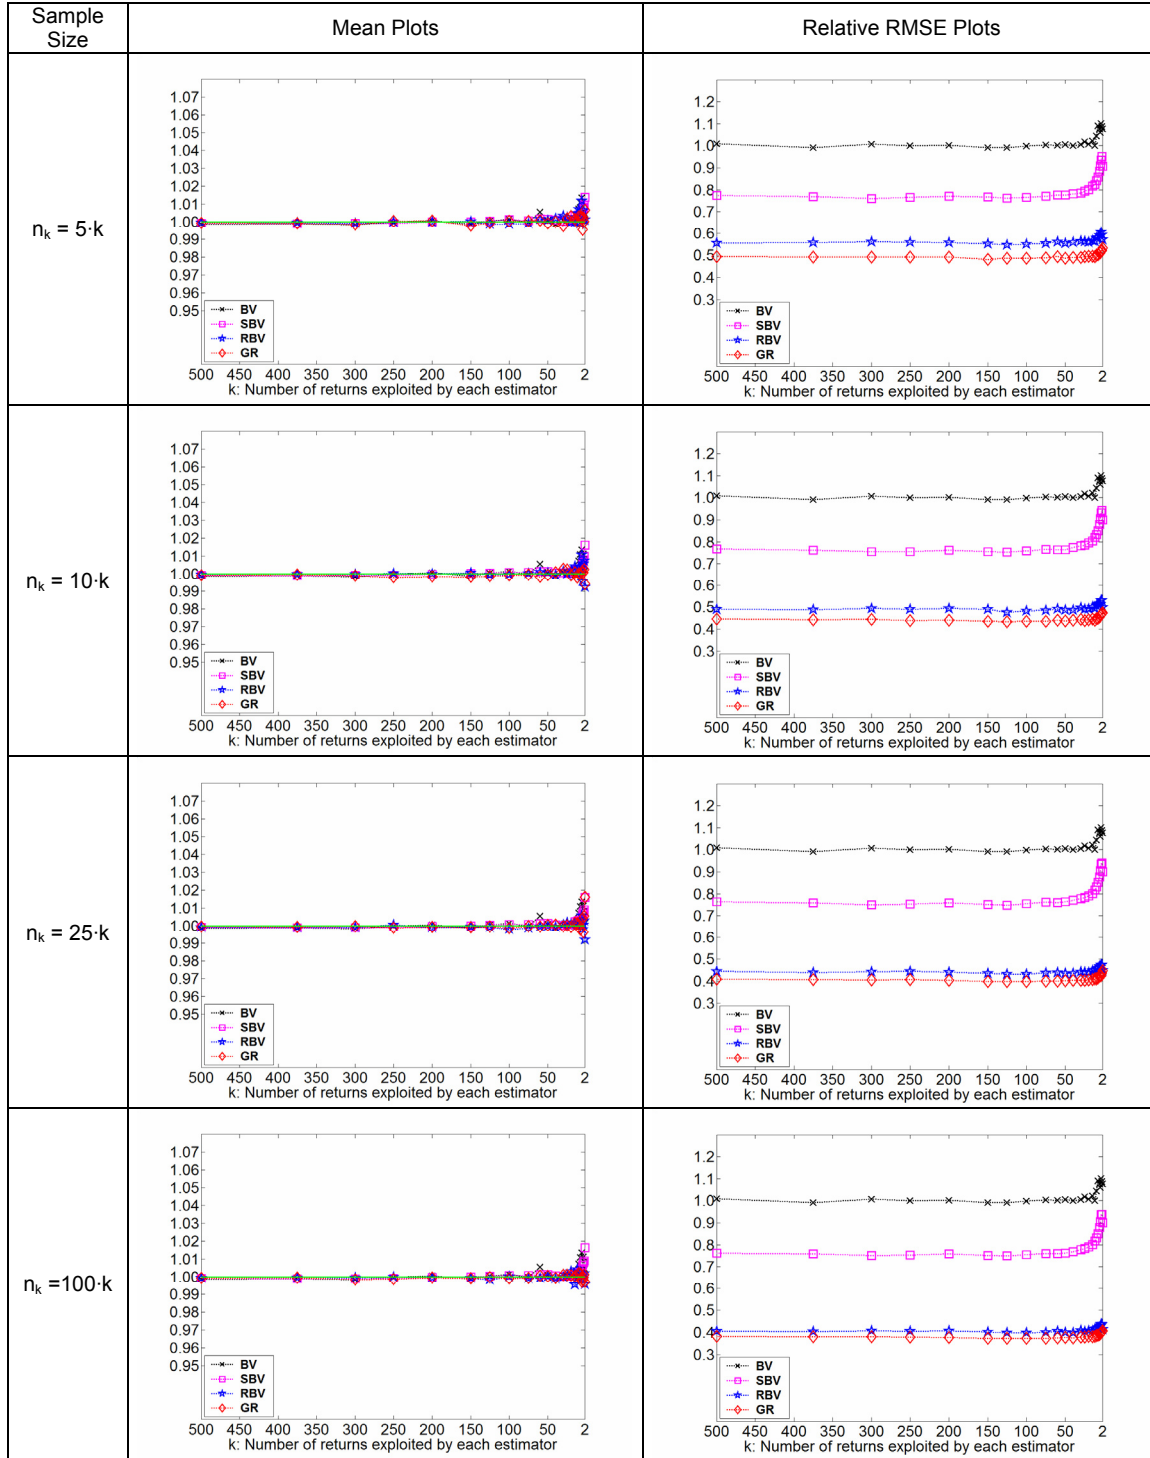 Sample Size
Mean Plots
Relative RMSE Plots
n_k = 5·k
1.07
1.06
1.05
1.04
1.03
1.02
1.01
1.00
0.99
0.98
0.97
0.96
0.95
BV
SBV
RBV
GR
500 450 400 350 300 250 200 150 100 50 2
k: Number of returns exploited by each estimator
1.2
1.1
1.0
0.9
0.8
0.7
0.6
0.5
0.4
0.3
BV
SBV
RBV
GR
500 450 400 350 300 250 200 150 100 50 2
k: Number of returns exploited by each estimator
n_k = 10·k
1.07
1.06
1.05
1.04
1.03
1.02
1.01
1.00
0.99
0.98
0.97
0.96
0.95
BV
SBV
RBV
GR
500 450 400 350 300 250 200 150 100 50 2
k: Number of returns exploited by each estimator
1.2
1.1
1.0
0.9
0.8
0.7
0.6
0.5
0.4
0.3
BV
SBV
RBV
GR
500 450 400 350 300 250 200 150 100 50 2
k: Number of returns exploited by each estimator
n_k = 25·k
1.07
1.06
1.05
1.04
1.03
1.02
1.01
1.00
0.99
0.98
0.97
0.96
0.95
BV
SBV
RBV
GR
500 450 400 350 300 250 200 150 100 50 2
k: Number of returns exploited by each estimator
1.2
1.1
1.0
0.9
0.8
0.7
0.6
0.5
0.4
0.3
BV
SBV
RBV
GR
500 450 400 350 300 250 200 150 100 50 2
k: Number of returns exploited by each estimator
n_k =100·k
1.07
1.06
1.05
1.04
1.03
1.02
1.01
1.00
0.99
0.98
0.97
0.96
0.95
BV
SBV
RBV
GR
500 450 400 350 300 250 200 150 100 50 2
k: Number of returns exploited by each estimator
1.2
1.1
1.0
0.9
0.8
0.7
0.6
0.5
0.4
0.3
BV
SBV
RBV
GR
500 450 400 350 300 250 200 150 100 50 2
k: Number of returns exploited by each estimator